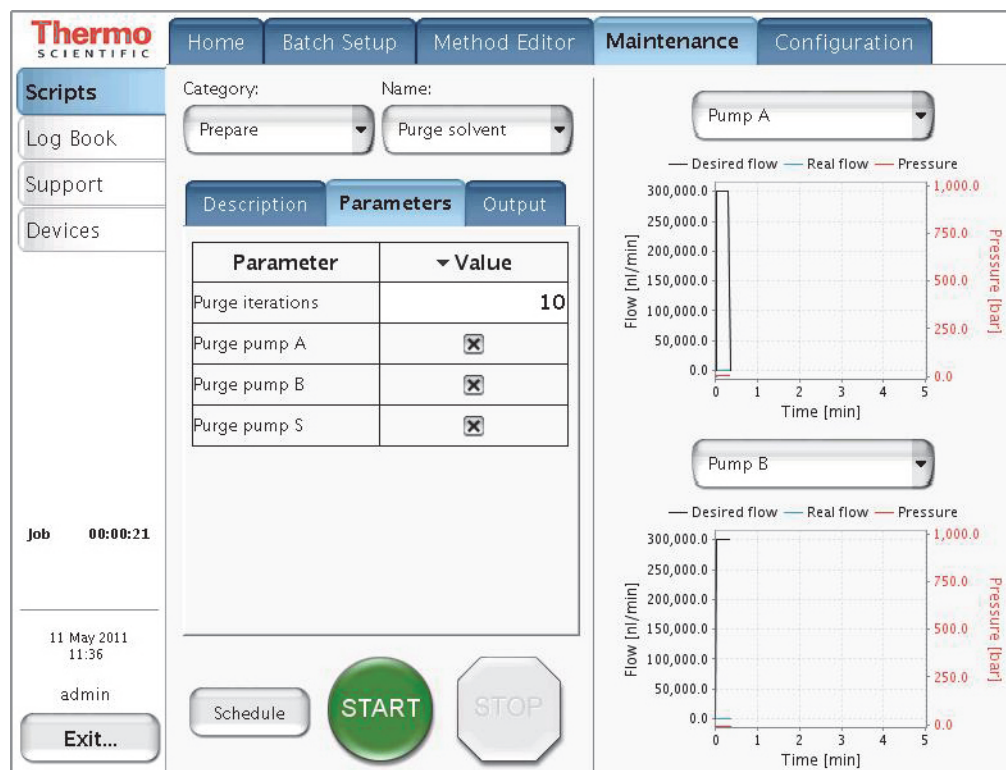 Thermo
SCIENTIFIC
Home
Batch Setup
Method Editor
Maintenance
Configuration
Scripts
Log Book
Support
Devices
Job 00:00:21
11 May 2011
11:36
admin
Exit...
Category:
Name:
Prepare
Purge solvent
Description
Parameters
Output
Parameter
Value
Purge iterations 10
Purge pump A
Purge pump B
Purge pump S
Schedule
START
STOP
Pump A
Desired flow Real flow Pressure
Flow [nl/min]
300,000.0
250,000.0
200,000.0
150,000.0
100,000.0
50,000.0
0.0
1,000.0
750.0
500.0
250.0
0.0
Pressure [bar]
0 1 2 3 4 5
Time [min]
Pump B
Desired flow Real flow Pressure
Flow [nl/min]
300,000.0
250,000.0
200,000.0
150,000.0
100,000.0
50,000.0
0.0
1,000.0
750.0
500.0
250.0
0.0
Pressure [bar]
0 1 2 3 4 5
Time [min]